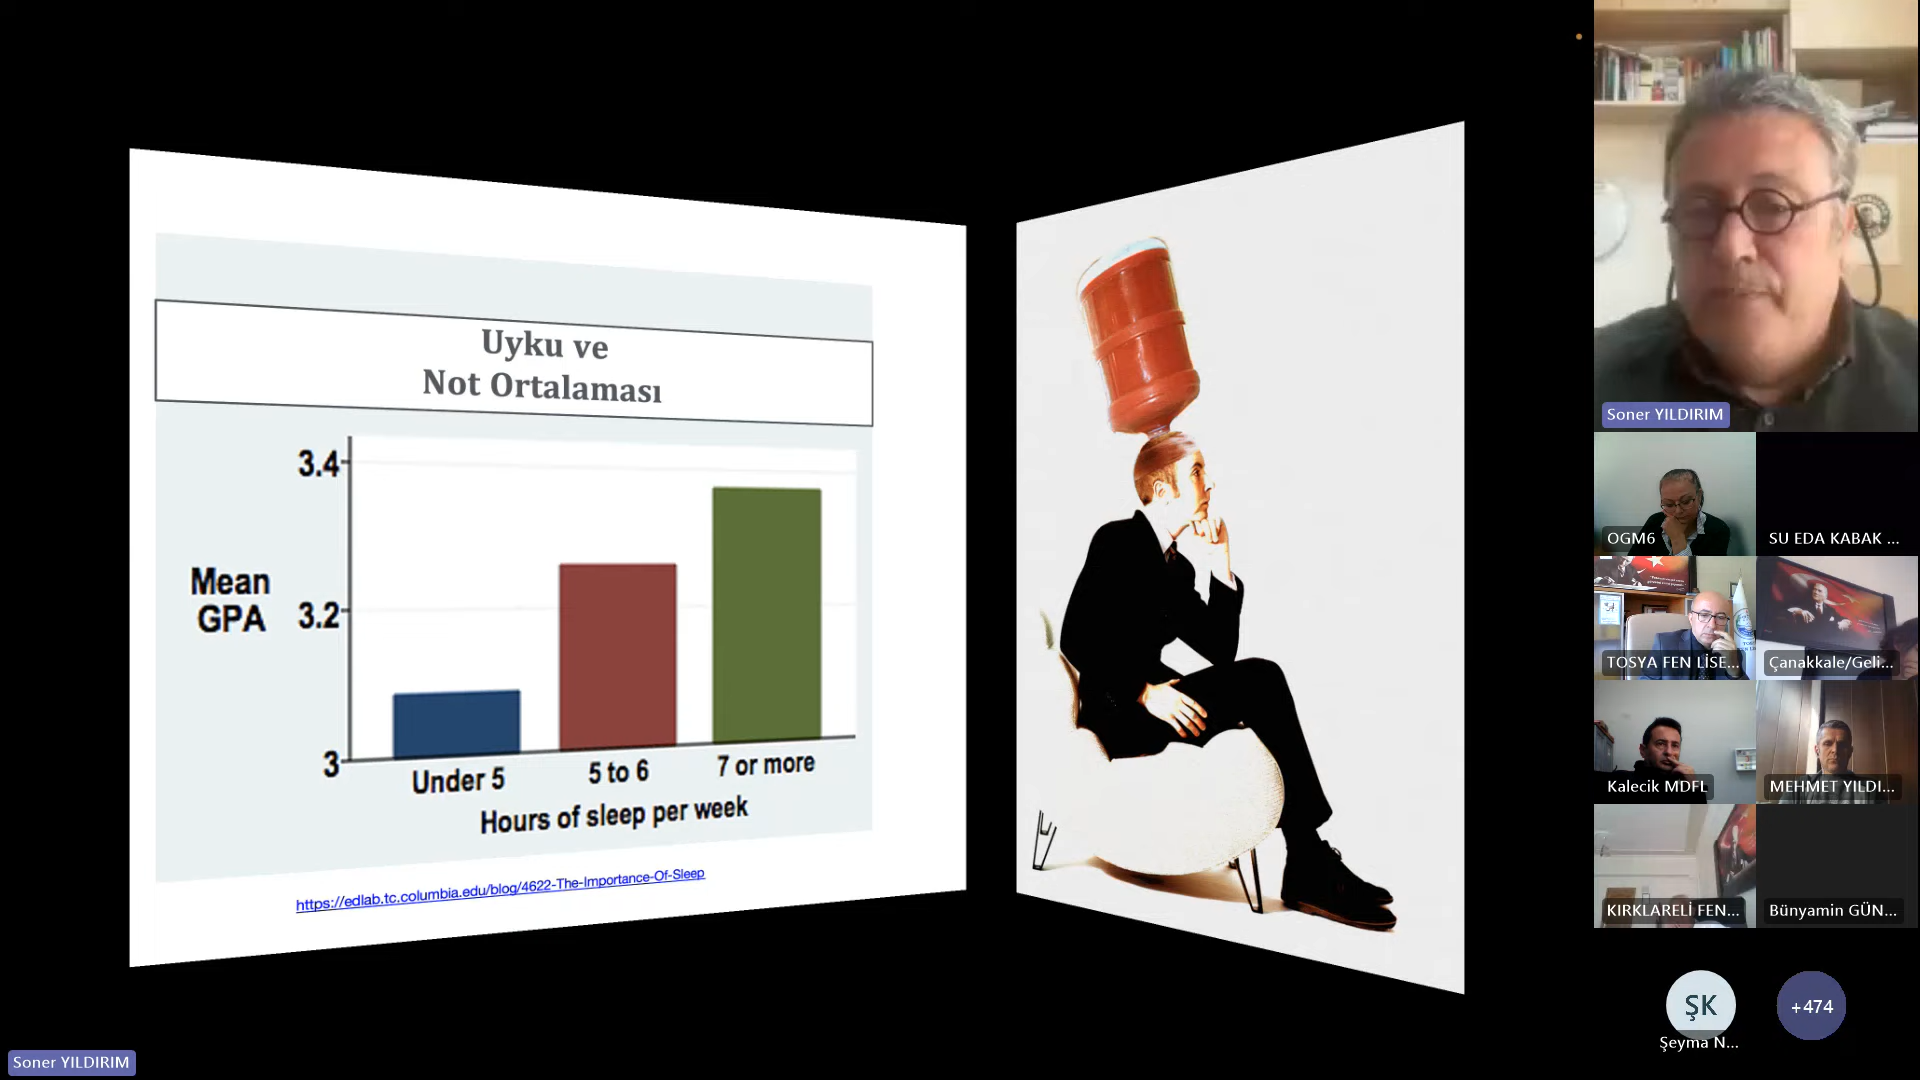 Uyku ve
Not Ortalaması
3.4
Mean
GPA
3.2
3
Under 5
5 to 6
7 or more
Hours of sleep per week
https://edlab.tc.columbia.edu/blog/4622-The-Importance-Of-Sleep
Soner YILDIRIM
OGM6
SU EDA KABAK ...
TOSYA FEN LİSE...
Çanakkale/Geli...
Kalecik MDFL
MEHMET YILDI...
KIRKLARELİ FEN...
Bünyamin GÜN...
ŞK
Şeyma N...
+474
Soner YILDIRIM